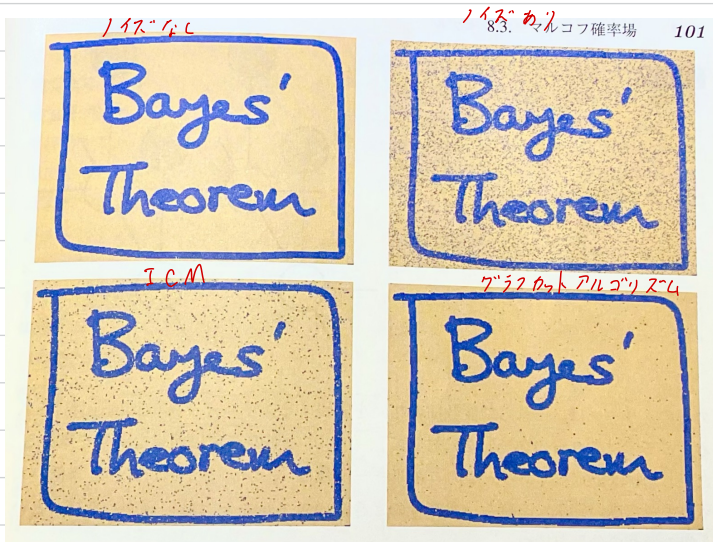 ノイズなし
ノイズあり
8.3. マルコフ確率場 101
Bayes'
Theorem
Bayes'
Theorem
ICM
グラフカットアルゴリズム
Bayes'
Theorem
Bayes'
Theorem